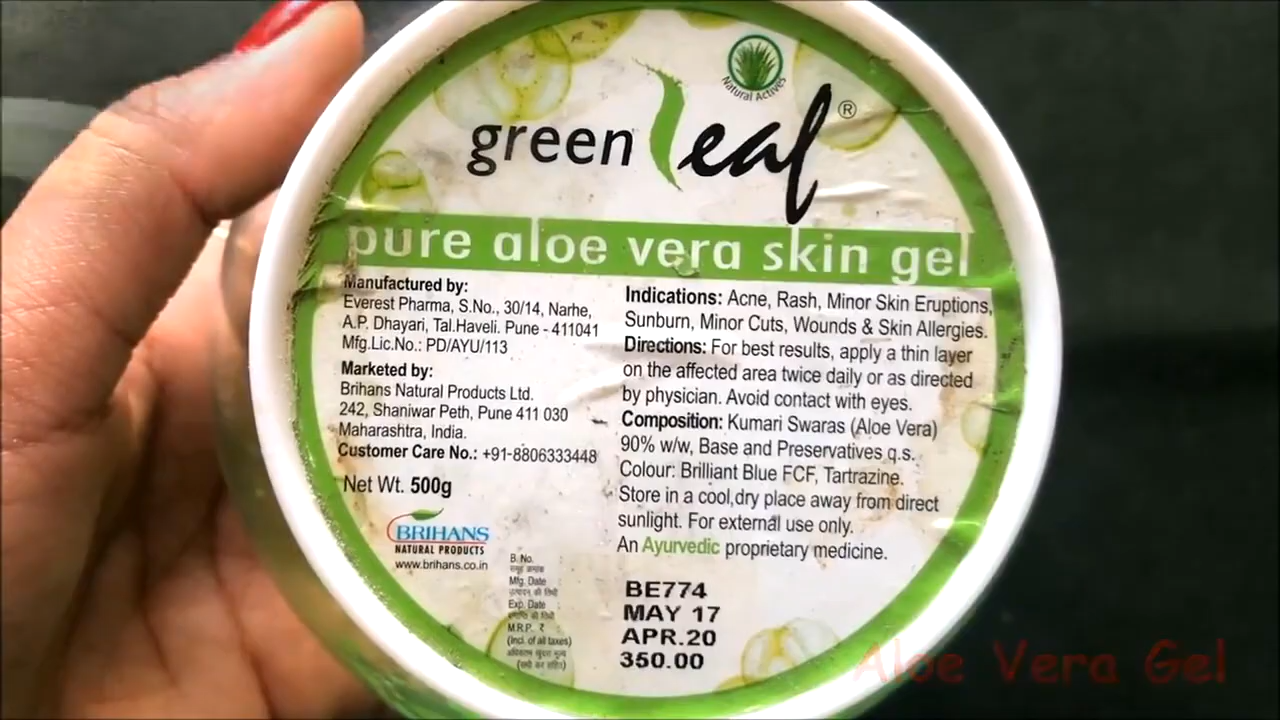 Natural Actives
green leaf®
pure aloe vera skin gel
Manufactured by:
Everest Pharma, S.No., 30/14, Narhe,
A.P. Dhayari, Tal.Haveli. Pune - 411041
Mfg.Lic.No.: PD/AYU/113
Marketed by:
Brihans Natural Products Ltd.
242, Shaniwar Peth, Pune 411 030
Maharashtra, India.
Customer Care No.: +91-8806333448
Net Wt. 500g
BRIHANS
NATURAL PRODUCTS
www.brihans.co.in
Indications: Acne, Rash, Minor Skin Eruptions,
Sunburn, Minor Cuts, Wounds & Skin Allergies.
Directions: For best results, apply a thin layer
on the affected area twice daily or as directed
by physician. Avoid contact with eyes.
Composition: Kumari Swaras (Aloe Vera)
90% w/w, Base and Preservatives q.s.
Colour: Brilliant Blue FCF, Tartrazine.
Store in a cool,dry place away from direct
sunlight. For external use only.
An Ayurvedic proprietary medicine.
B. No.
Mfg. Date
Exp. Date
M.R.P. ₹
(Incl. of all taxes)
BE774
MAY 17
APR.20
350.00
Aloe Vera Gel